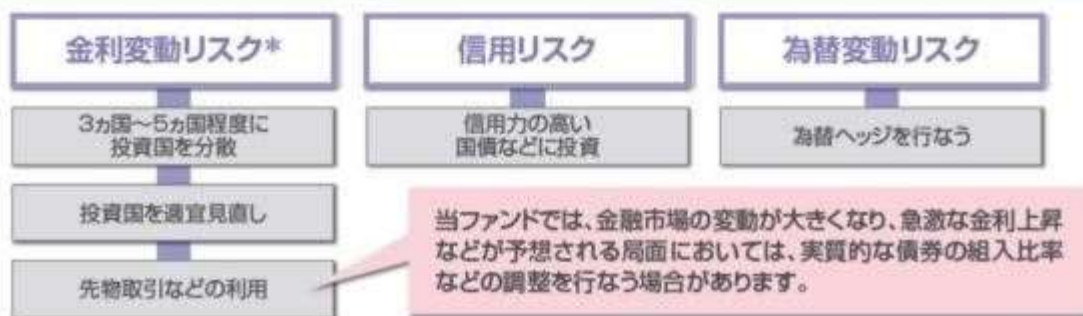 金利変動リスク*
信用リスク
為替変動リスク
3ヵ国～5ヵ国程度に
投資国を分散
信用力の高い
国債などに投資
為替ヘッジを行なう
投資国を適宜見直し
先物取引などの利用
当ファンドでは、金融市場の変動が大きくなり、急激な金利上昇
などが予想される局面においては、実質的な債券の組入比率
などの調整を行なう場合があります。